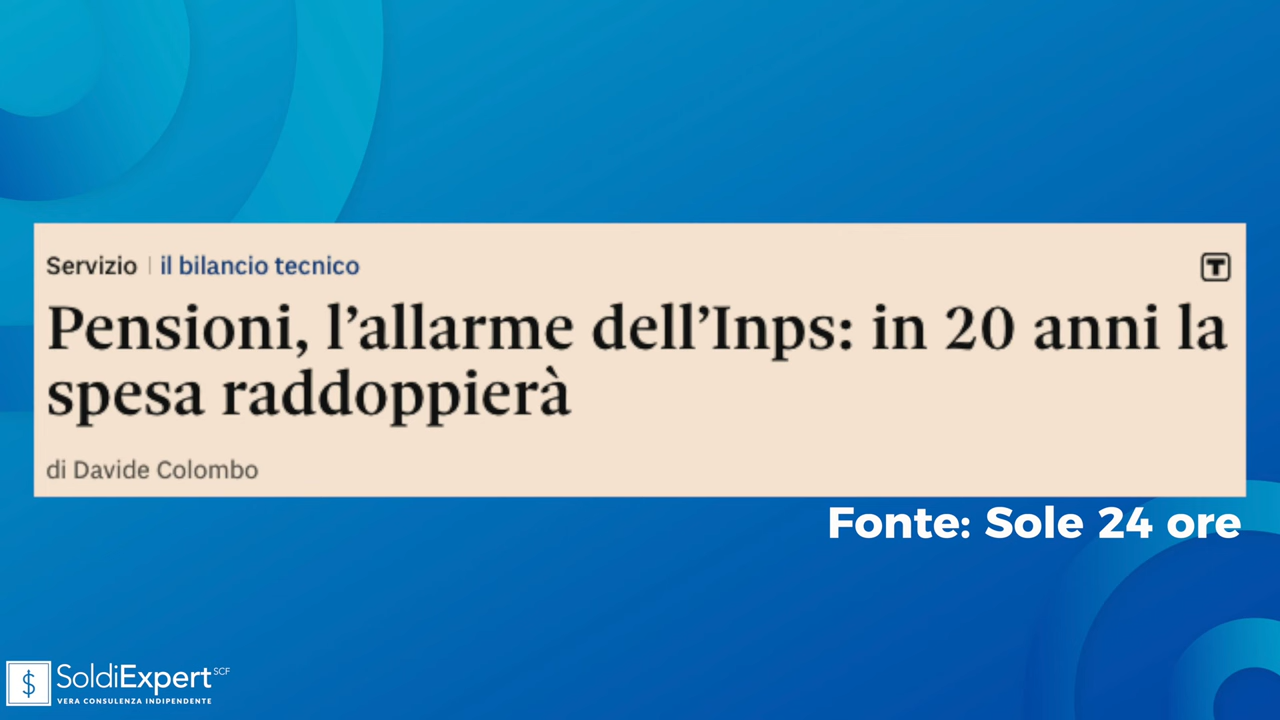 Servizio | il bilancio tecnico
T
Pensioni, l’allarme dell’Inps: in 20 anni la
spesa raddoppierà
di Davide Colombo
Fonte: Sole 24 ore
$ SoldiExpert SCF
VERA CONSULENZA INDIPENDENTE